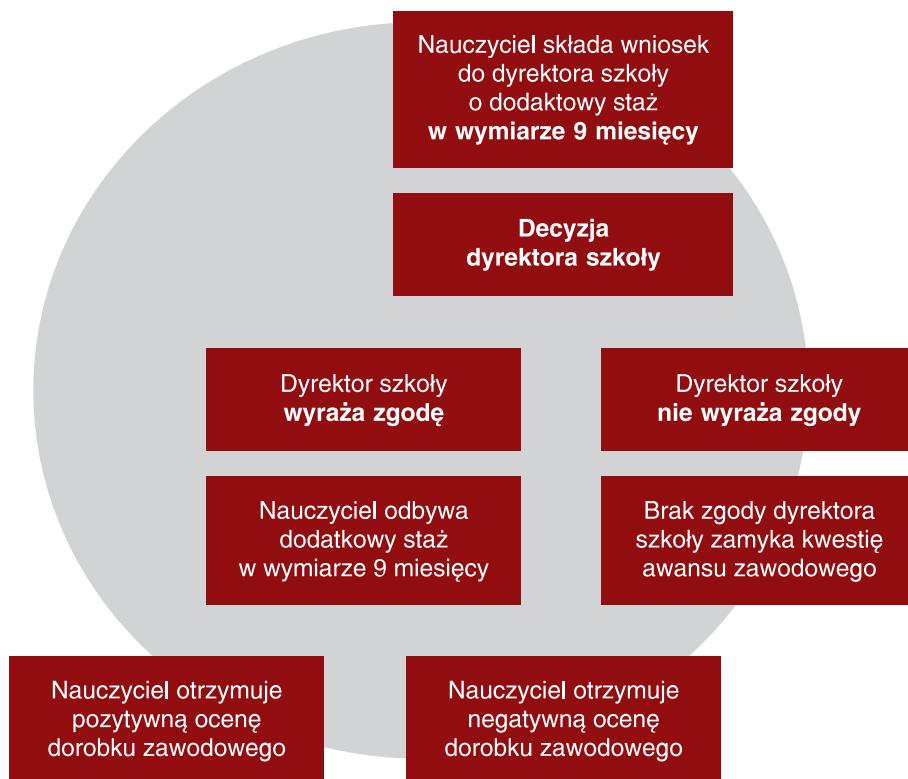 Nauczyciel składa wniosek
do dyrektora szkoły
o dodaktowy staż
w wymiarze 9 miesięcy
Decyzja
dyrektora szkoły
Dyrektor szkoły
wyraża zgodę
Dyrektor szkoły
nie wyraża zgody
Nauczyciel odbywa
dodatkowy staż
w wymiarze 9 miesięcy
Brak zgody dyrektora
szkoły zamyka kwestię
awansu zawodowego
Nauczyciel otrzymuje
pozytywną ocenę
dorobku zawodowego
Nauczyciel otrzymuje
negatywną ocenę
dorobku zawodowego